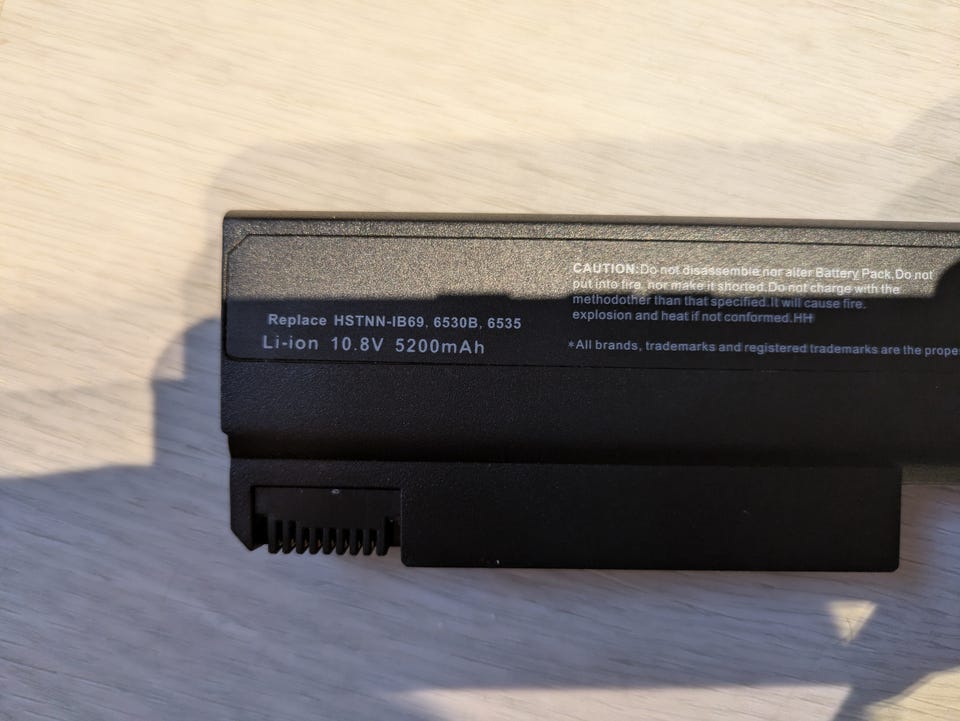 Replace HSTNN-IB69, 6530B, 6535
Li-ion 10.8V 5200mAh
CAUTION:Do not disassemble nor alter Battery Pack,Do not
put into fire, nor make it shorted.Do not charge with the
methodother than that specified.It will cause fire.
explosion and heat if not conformed.HH
*All brands, trademarks and registered trademarks are the prope